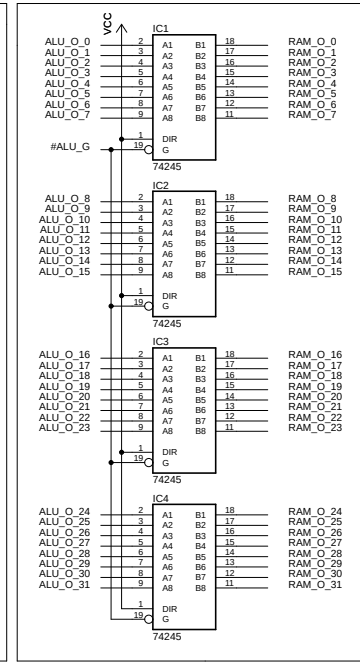 VCC
IC1
ALU_O_0 2 A1 B1 18 RAM_O_0
ALU_O_1 3 A2 B2 17 RAM_O_1
ALU_O_2 4 A3 B3 16 RAM_O_2
ALU_O_3 5 A4 B4 15 RAM_O_3
ALU_O_4 6 A5 B5 14 RAM_O_4
ALU_O_5 7 A6 B6 13 RAM_O_5
ALU_O_6 8 A7 B7 12 RAM_O_6
ALU_O_7 9 A8 B8 11 RAM_O_7
1 DIR
#ALU_G 19 G
74245
IC2
ALU_O_8 2 A1 B1 18 RAM_O_8
ALU_O_9 3 A2 B2 17 RAM_O_9
ALU_O_10 4 A3 B3 16 RAM_O_10
ALU_O_11 5 A4 B4 15 RAM_O_11
ALU_O_12 6 A5 B5 14 RAM_O_12
ALU_O_13 7 A6 B6 13 RAM_O_13
ALU_O_14 8 A7 B7 12 RAM_O_14
ALU_O_15 9 A8 B8 11 RAM_O_15
1 DIR
19 G
74245
IC3
ALU_O_16 2 A1 B1 18 RAM_O_16
ALU_O_17 3 A2 B2 17 RAM_O_17
ALU_O_18 4 A3 B3 16 RAM_O_18
ALU_O_19 5 A4 B4 15 RAM_O_19
ALU_O_20 6 A5 B5 14 RAM_O_20
ALU_O_21 7 A6 B6 13 RAM_O_21
ALU_O_22 8 A7 B7 12 RAM_O_22
ALU_O_23 9 A8 B8 11 RAM_O_23
1 DIR
19 G
74245
IC4
ALU_O_24 2 A1 B1 18 RAM_O_24
ALU_O_25 3 A2 B2 17 RAM_O_25
ALU_O_26 4 A3 B3 16 RAM_O_26
ALU_O_27 5 A4 B4 15 RAM_O_27
ALU_O_28 6 A5 B5 14 RAM_O_28
ALU_O_29 7 A6 B6 13 RAM_O_29
ALU_O_30 8 A7 B7 12 RAM_O_30
ALU_O_31 9 A8 B8 11 RAM_O_31
1 DIR
19 G
74245